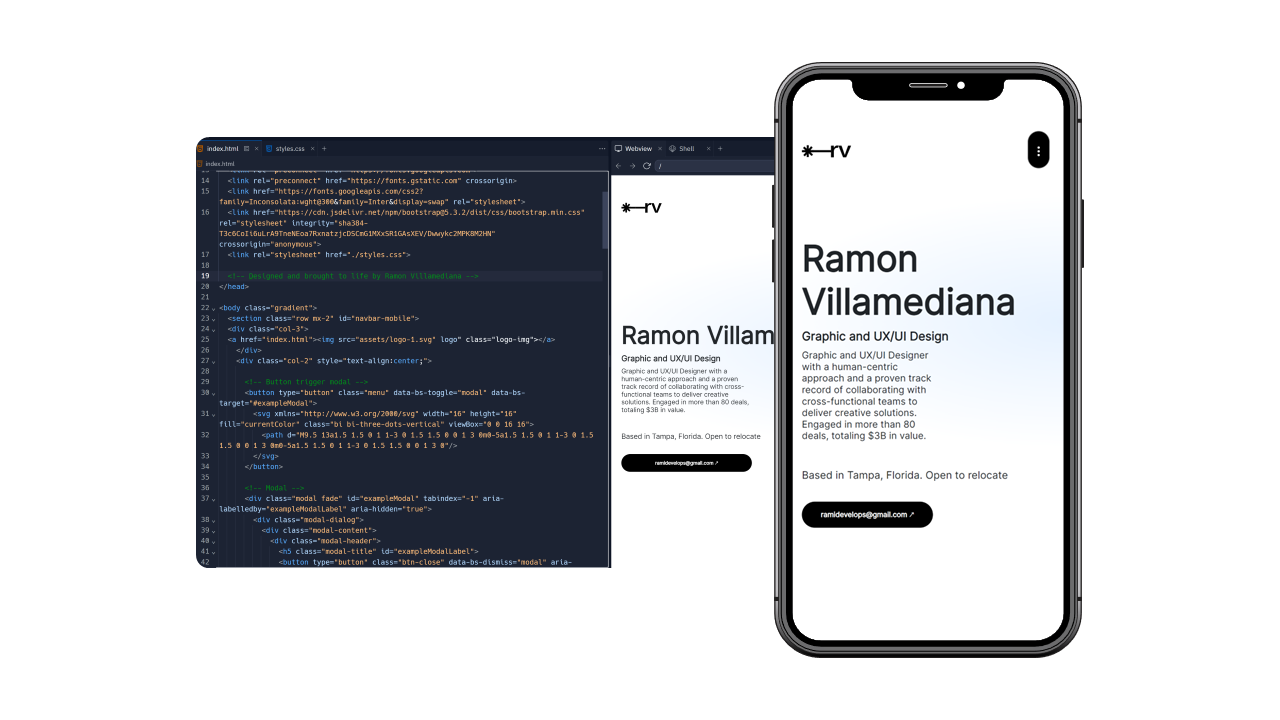 index.html
styles.css
index.html
14 <link rel="preconnect" href="https://fonts.gstatic.com" crossorigin>
15 <link href="https://fonts.googleapis.com/css2?
family=Inconsolata:wght@300&family=Inter&display=swap" rel="stylesheet">
16 <link href="https://cdn.jsdelivr.net/npm/bootstrap@5.3.2/dist/css/bootstrap.min.css"
rel="stylesheet" integrity="sha384-
crossorigin="anonymous">
17 <link rel="stylesheet" href="./styles.css">
18
19 <!-- Designed and brought to life by Ramon Villamediana -->
20 </head>
21
22 <body class="gradient">
23 <section class="row mx-2" id="navbar-mobile">
24 <div class="col-3">
25 <a href="index.html"><img src="assets/logo-1.svg" logo" class="logo-img"></a>
26 </div>
27 <div class="col-2" style="text-align:center;">
28
29 <!-- Button trigger modal -->
30 <button type="button" class="menu" data-bs-toggle="modal" data-bs-
target="#exampleModal">
31 <svg xmlns="http://www.w3.org/2000/svg" width="16" height="16"
fill="currentColor" class="bi bi-three-dots-vertical" viewBox="0 0 16 16">
32 <path d="M9.5 13a1.5 1.5 0 1 1-3 0 1.5 1.5 0 0 1 3 0m0-5a1.5 1.5 0 1 1-3 0 1.5
1.5 0 0 1 3 0m0-5a1.5 1.5 0 1 1-3 0 1.5 1.5 0 0 1 3 0"/>
33 </svg>
34 </button>
35
36 <!-- Modal -->
37 <div class="modal fade" id="exampleModal" tabindex="-1" aria-
labelledby="exampleModalLabel" aria-hidden="true">
38 <div class="modal-dialog">
39 <div class="modal-content">
40 <div class="modal-header">
41 <h5 class="modal-title" id="exampleModalLabel">
42 <button type="button" class="btn-close" data-bs-dismiss="modal" aria-
Webview
Shell
/
rv
Ramon Villam
Graphic and UX/UI Design
Graphic and UX/UI Designer with a
human-centric approach and a proven
track record of collaborating with cross-
functional teams to deliver creative
solutions. Engaged in more than 80 deals,
totaling $3B in value.
Based in Tampa, Florida. Open to relocate
ramidevelops@gmail.com ↗
rv
Ramon
Villamediana
Graphic and UX/UI Design
Graphic and UX/UI Designer
with a human-centric
approach and a proven track
record of collaborating with
cross-functional teams to
deliver creative solutions.
Engaged in more than 80
deals, totaling $3B in value.
Based in Tampa, Florida. Open to relocate
ramidevelops@gmail.com ↗